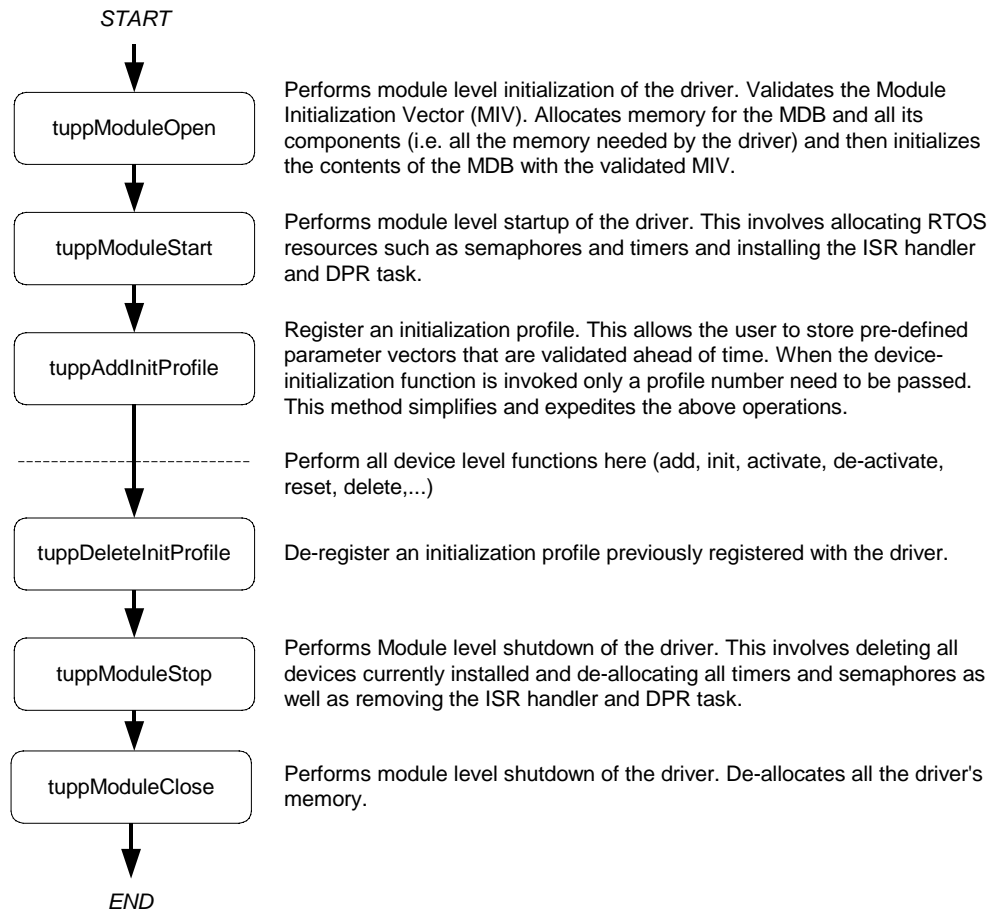 START
tuppModuleOpen
Performs module level initialization of the driver. Validates the Module
Initialization Vector (MIV). Allocates memory for the MDB and all its
components (i.e. all the memory needed by the driver) and then initializes
the contents of the MDB with the validated MIV.
tuppModuleStart
Performs module level startup of the driver. This involves allocating RTOS
resources such as semaphores and timers and installing the ISR handler
and DPR task.
tuppAddInitProfile
Register an initialization profile. This allows the user to store pre-defined
parameter vectors that are validated ahead of time. When the device-
initialization function is invoked only a profile number need to be passed.
This method simplifies and expedites the above operations.
Perform all device level functions here (add, init, activate, de-activate,
reset, delete,...)
tuppDeleteInitProfile
De-register an initialization profile previously registered with the driver.
tuppModuleStop
Performs Module level shutdown of the driver. This involves deleting all
devices currently installed and de-allocating all timers and semaphores as
well as removing the ISR handler and DPR task.
tuppModuleClose
Performs module level shutdown of the driver. De-allocates all the driver's
memory.
END